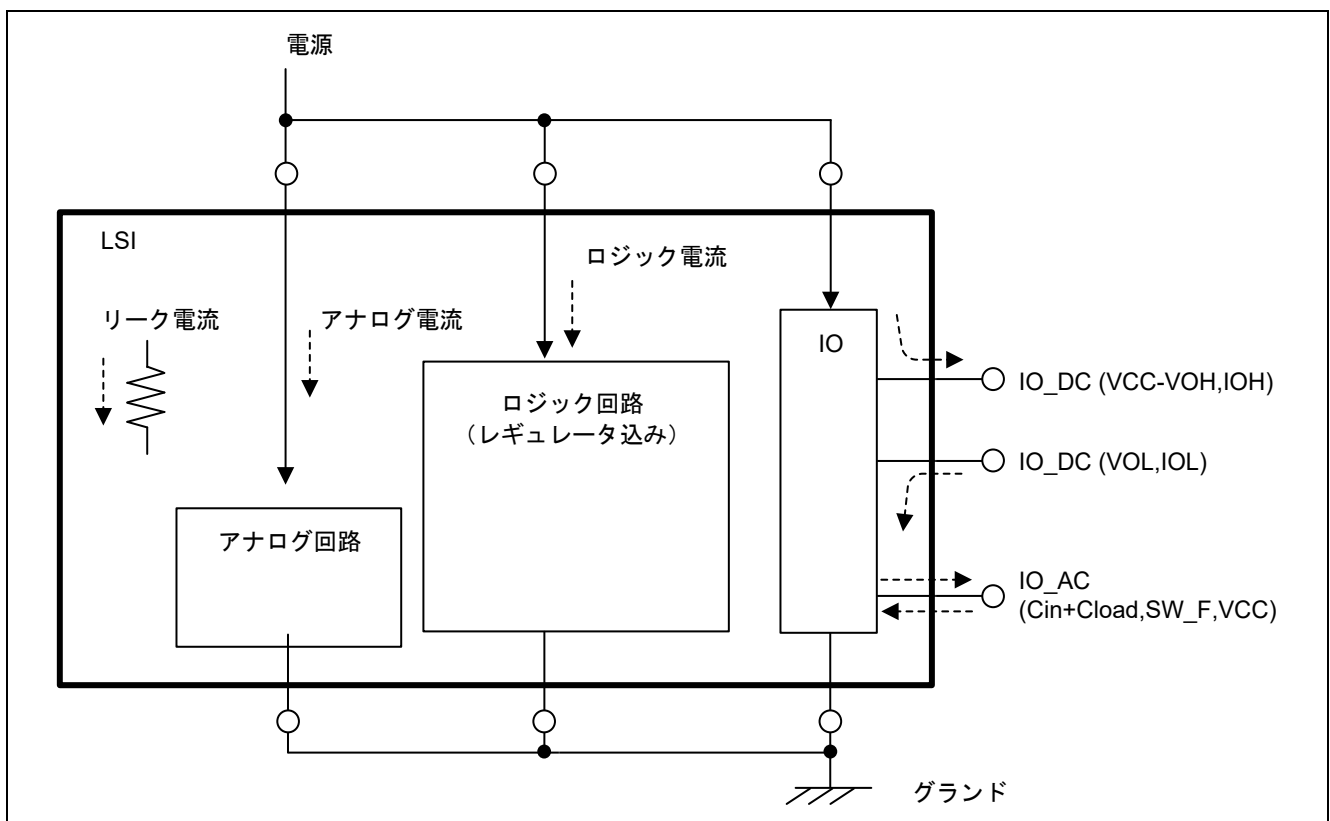 電源
LSI
ロジック電流
リーク電流
アナログ電流
IO
IO_DC (VCC-VOH,IOH)
ロジック回路
（レギュレータ込み）
IO_DC (VOL,IOL)
アナログ回路
IO_AC
(Cin+Cload,SW_F,VCC)
グランド